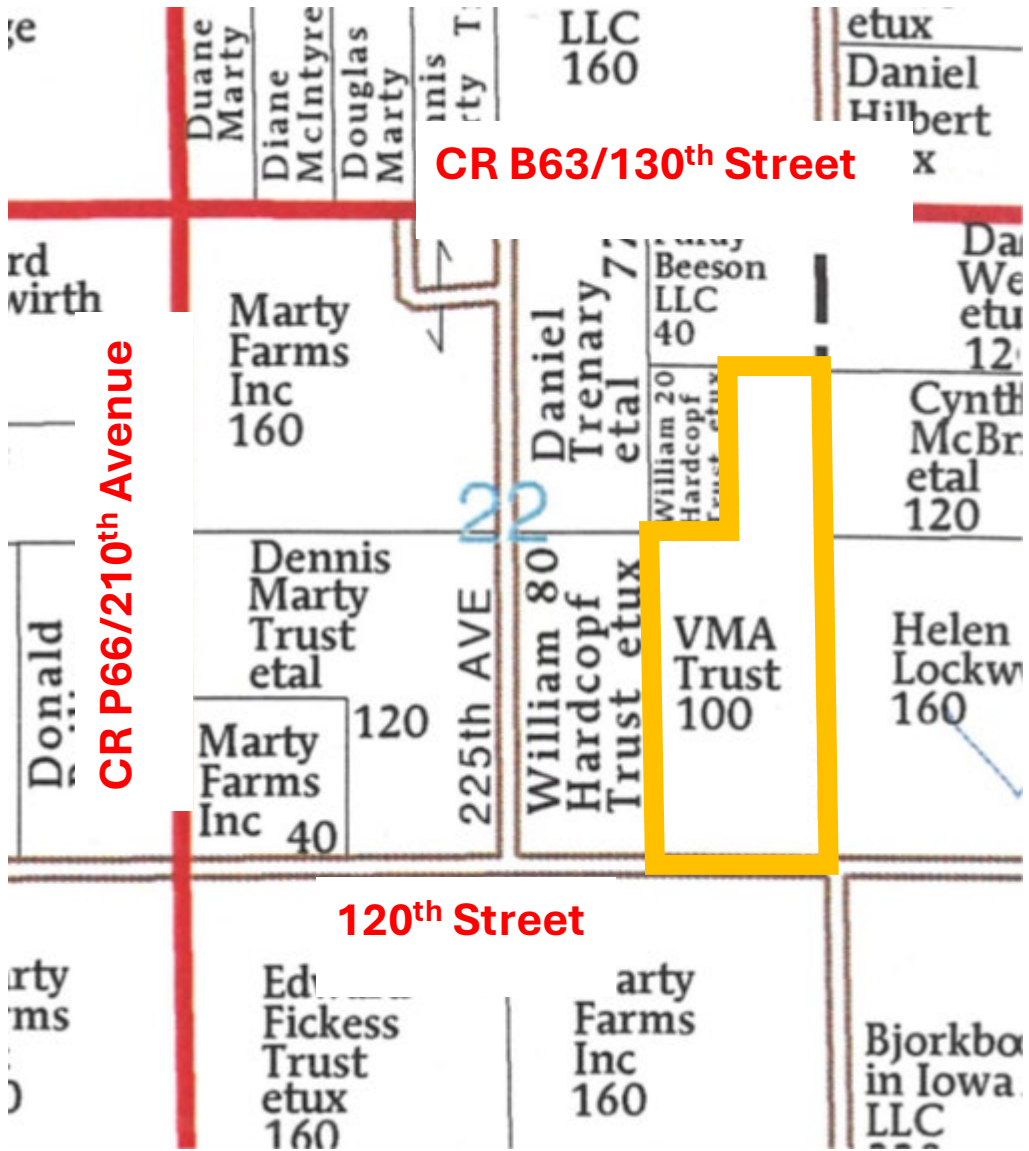 Duane
Marty
Diane
McIntyre
Douglas
Marty
LLC
160
etux
Daniel
Hilbert
CR B63/130th Street
Marty
Farms
Inc
160
Daniel
Trenary
etal
Beeson
LLC
40
William 20
Hardcopf
Trust etux
etal
120
CR P66/210th Avenue
22
Dennis
Marty
Trust
etal
120
Marty
Farms
Inc 40
225th AVE
William 80
Hardcopf
Trust etux
VMA
Trust
100
Helen
160
Donald
120th Street
Fickess
Trust
etux
160
Farms
Inc
160
in Iowa
LLC